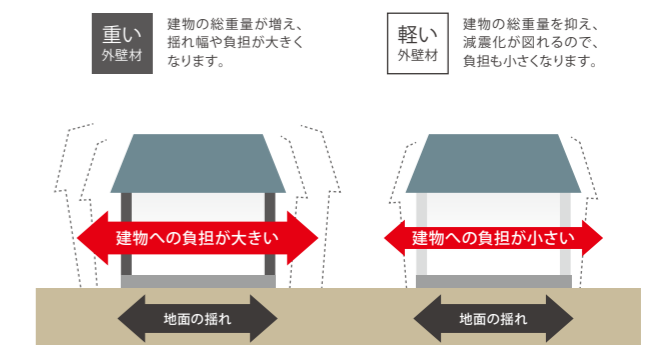 重い
外壁材
建物の総重量が増え、
揺れ幅や負担が大きく
なります。
軽い
外壁材
建物の総重量を抑え、
減震化が図れるので、
負担も小さくなります。
建物への負担が大きい
地面の揺れ
建物への負担が小さい
地面の揺れ